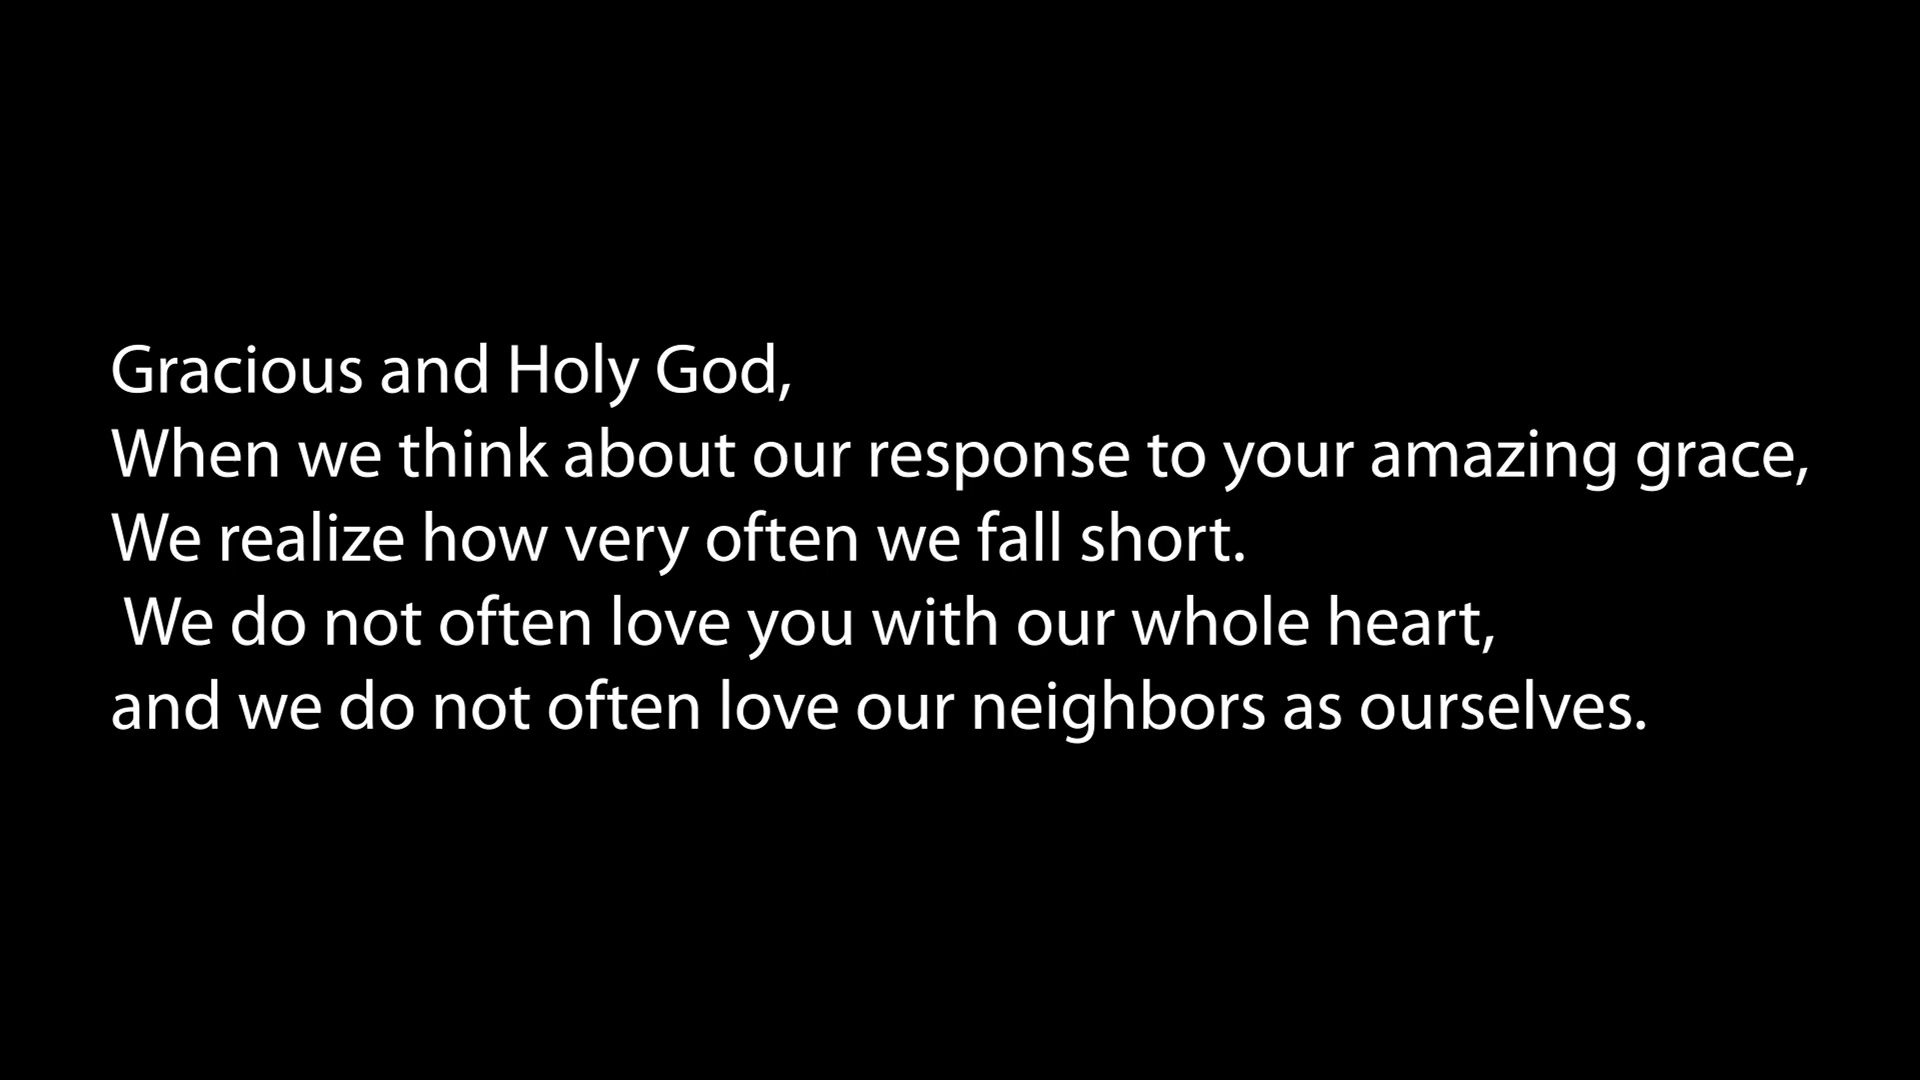 Gracious and Holy God,
When we think about our response to your amazing grace,
We realize how very often we fall short.
We do not often love you with our whole heart,
and we do not often love our neighbors as ourselves.